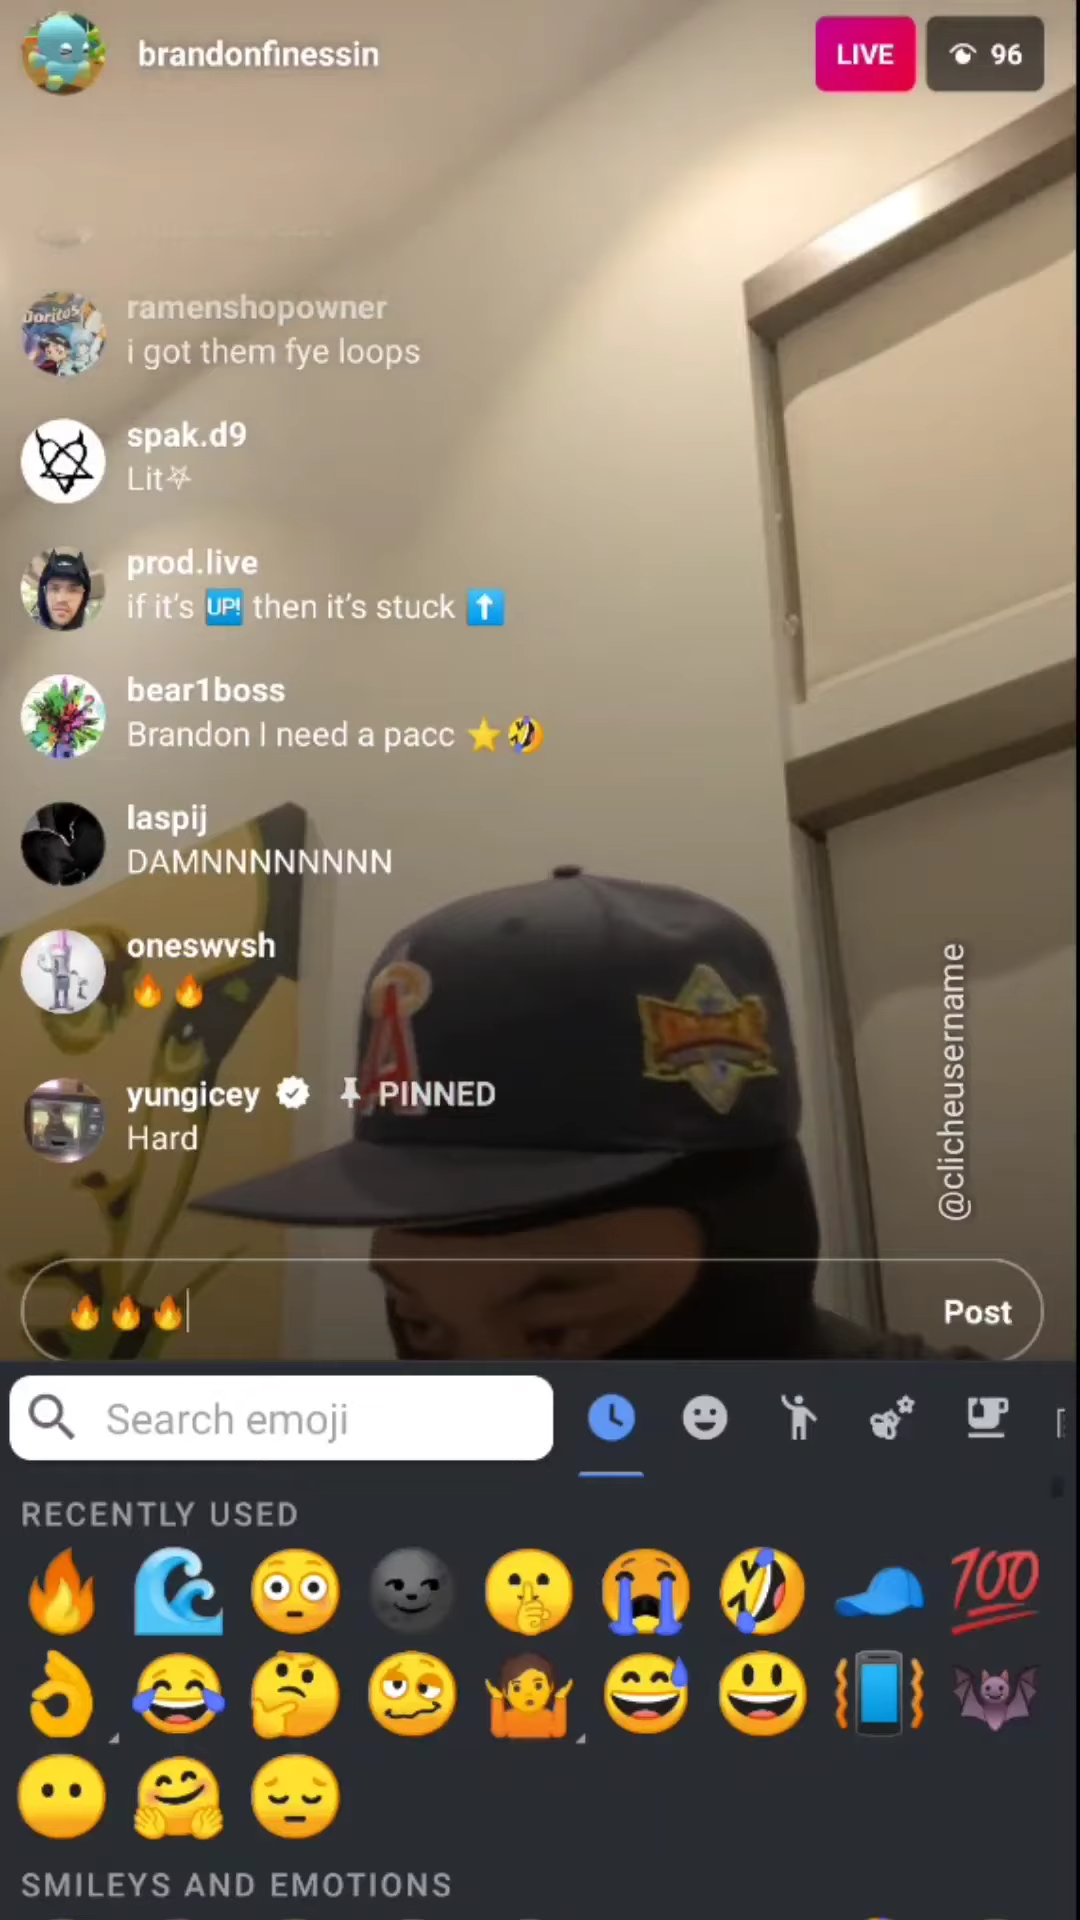 brandonfinessin
LIVE
96
ramenshopowner
i got them fye loops
spak.d9
Lit⛧
prod.live
if it's 🆙 then it's stuck ⬆️
bear1boss
Brandon I need a pacc ⭐🤣
laspij
DAMNNNNNNNN
oneswvsh
🔥🔥
yungicey PINNED
Hard
@clicheusername
🔥🔥🔥
Post
Search emoji
RECENTLY USED
SMILEYS AND EMOTIONS